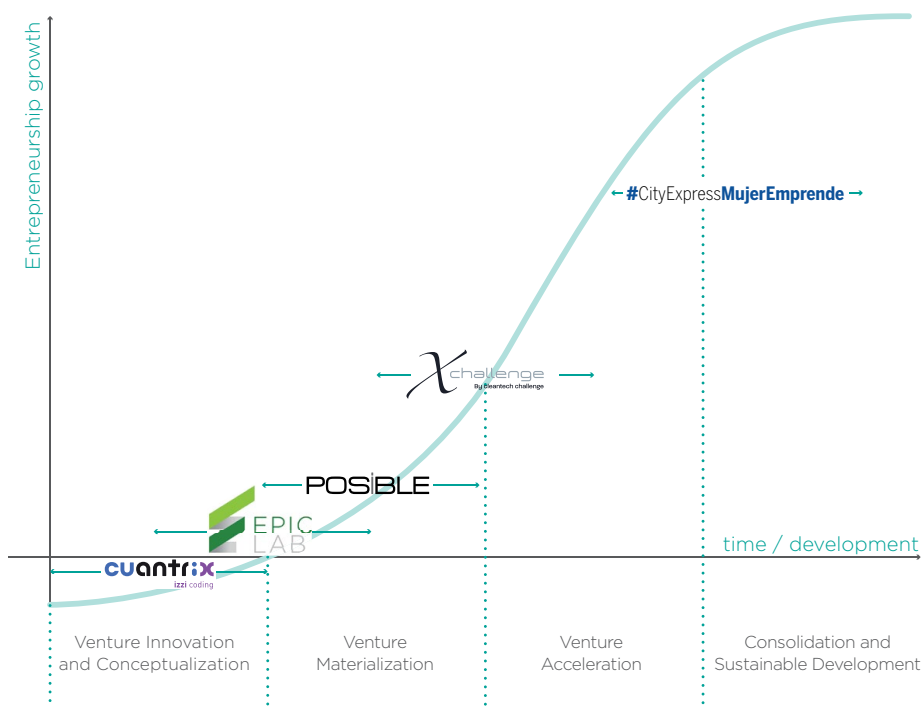 Entrepreneurship growth
#CityExpressMujerEmprende
Xchallenge
By cleantech challenge
POSiBLE
EPIC
LAB
time / development
cuantrix
izzi coding
Venture Innovation
and Conceptualization
Venture
Materialization
Venture
Acceleration
Consolidation and
Sustainable Development